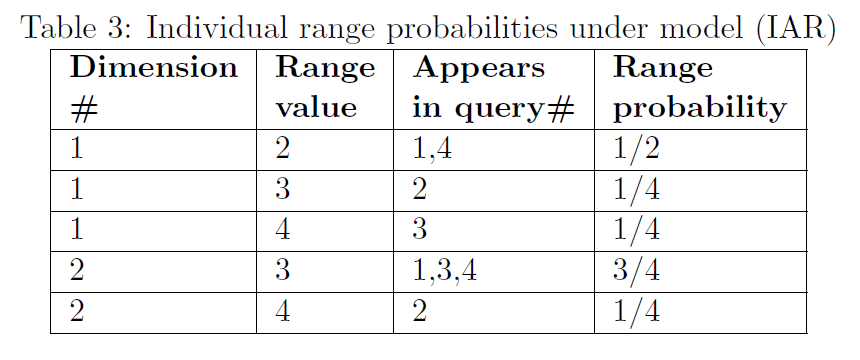 Table 3: Individual range probabilities under model (IAR)
Dimension Range Appears Range
# value in query# probability
1 2 1,4 1/2
1 3 2 1/4
1 4 3 1/4
2 3 1,3,4 3/4
2 4 2 1/4